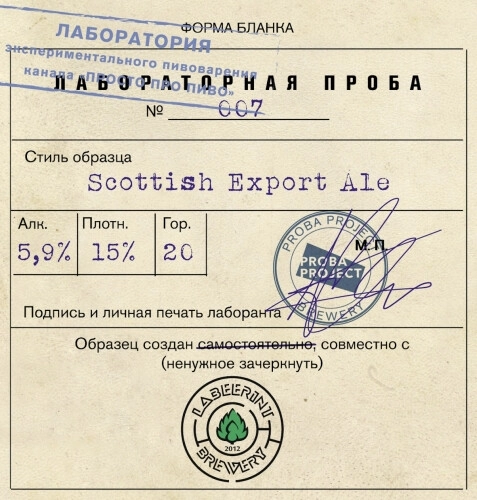 ФОРМА БЛАНКА
ЛАБОРАТОРИЯ
экспериментального пивоварения
канала «ПРОСТО ПРО ПИВО»
ЛАБОРАТОРНАЯ ПРОБА
№ 007
Стиль образца
Scottish Export Ale
Алк. Плотн. Гор.
5,9% 15% 20
PROBA PROJECT
М.П.
PROBA
PROJECT
BREWERY
Подпись и личная печать лаборанта
Образец создан самостоятельно, совместно с
(ненужное зачеркнуть)
LABEERINT
2012
BREWERY